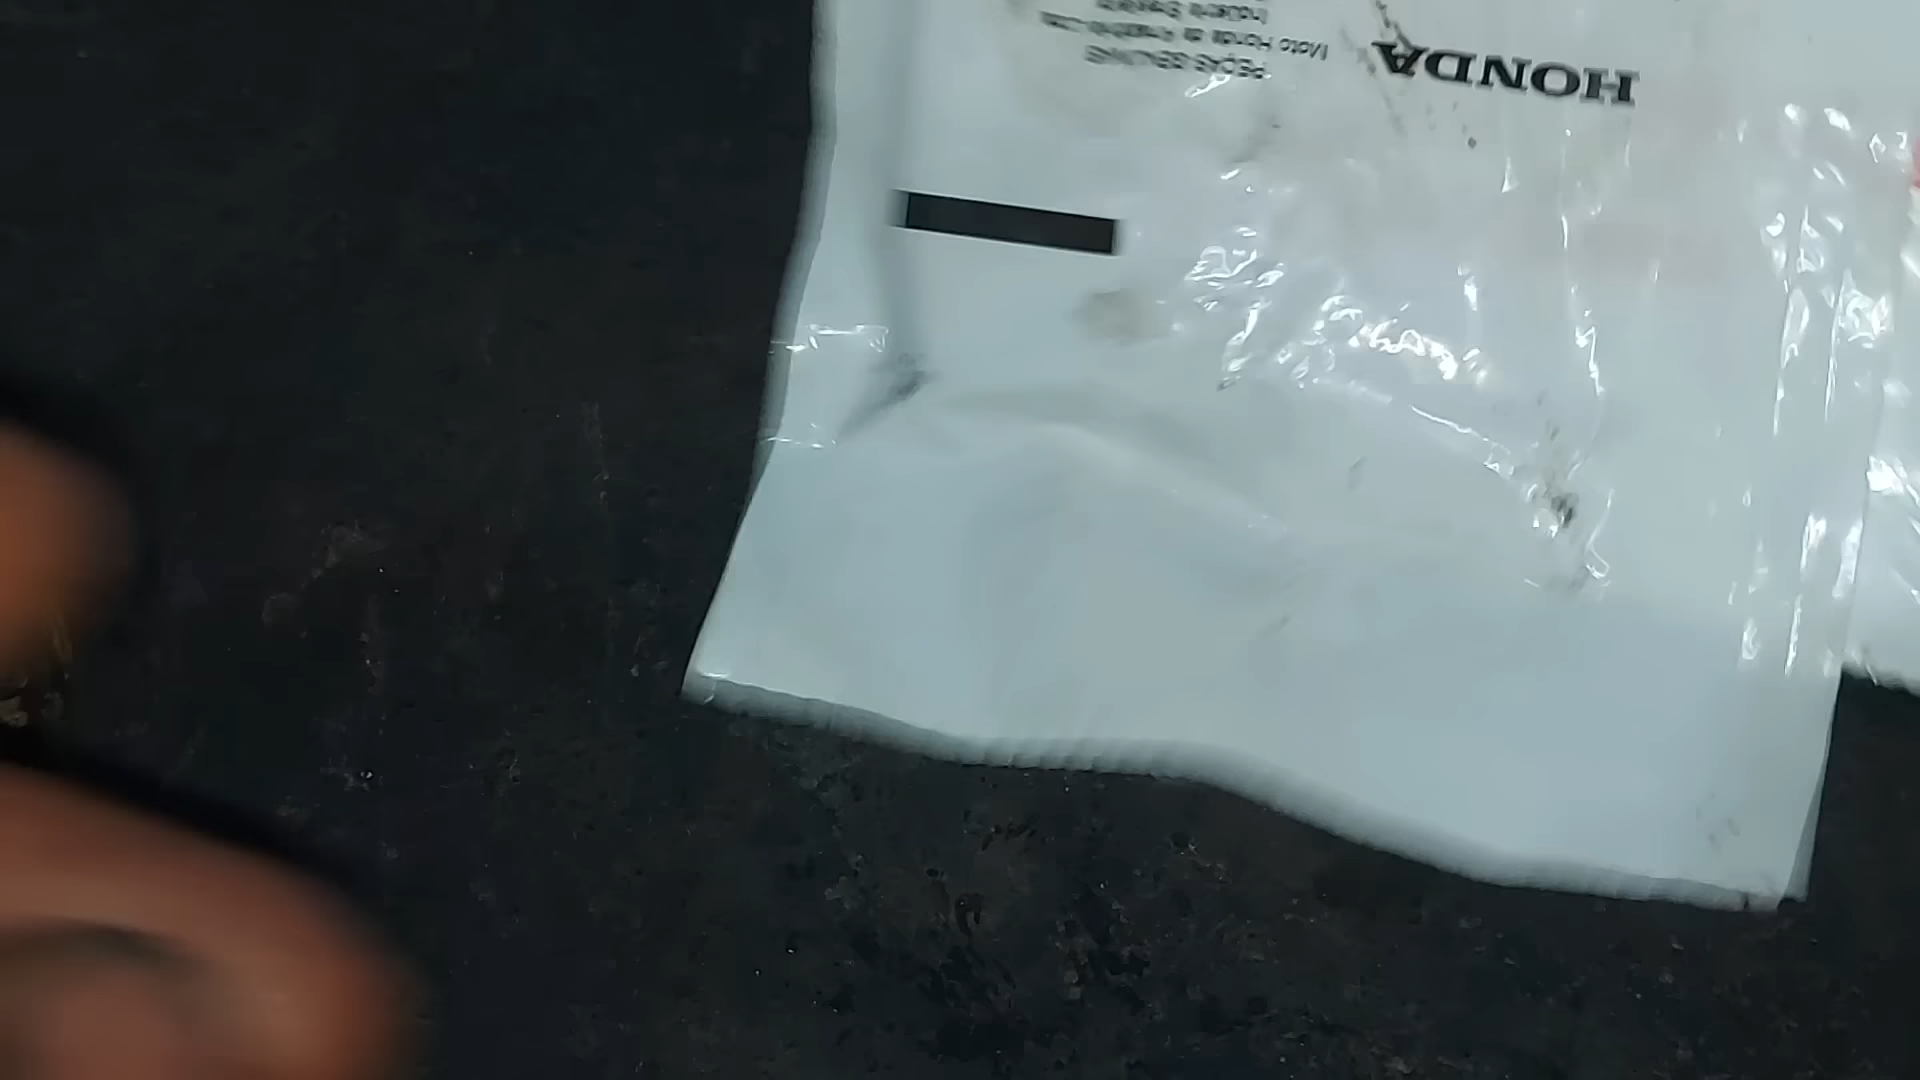 HONDA
PEÇAS GENUÍNAS
Moto Honda da Amazônia Ltda.
Indústria Brasileira